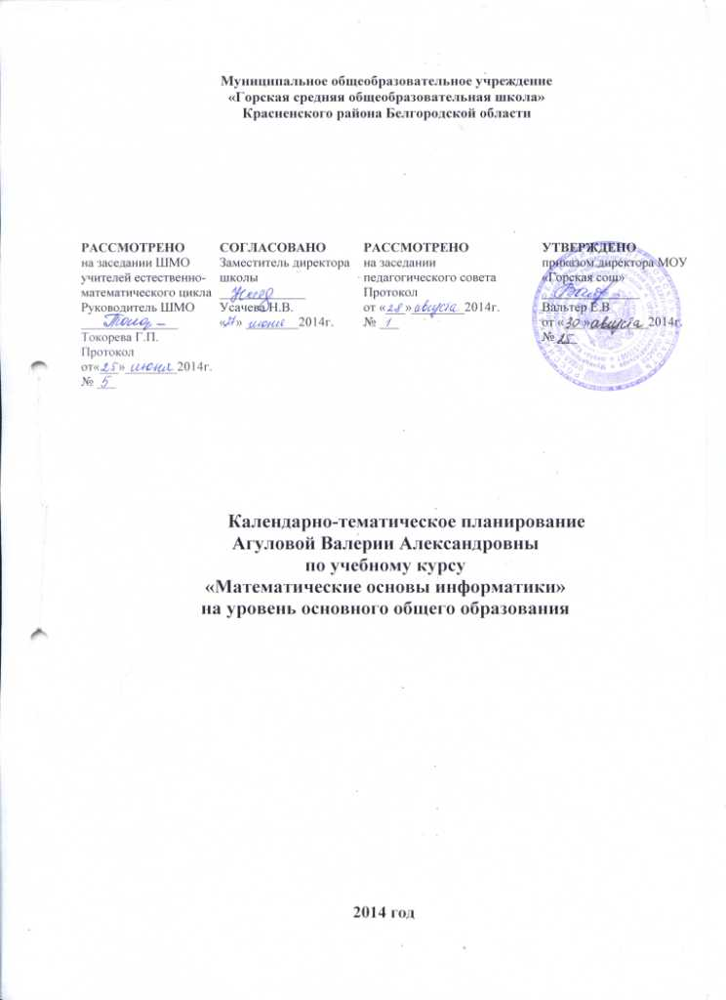 Муниципальное общеобразовательное учреждение
«Горская средняя общеобразовательная школа»
Красненского района Белгородской области
РАССМОТРЕНО
на заседании ШМО
учителей естественно-
математического цикла
Руководитель ШМО
Токорева Г.П.
Протокол
от«25»июня 2014г.
№ 5
СОГЛАСОВАНО
Заместитель директора
школы
Усачева Н.В.
« » июня 2014г.
РАССМОТРЕНО
на заседании
педагогического совета
Протокол
от «28»августа 2014г.
№ 1
УТВЕРЖДЕНО
приказом директора МОУ
«Горская сош»
Вальтер Е.В
от «30»августа 2014г.
№ 25
Календарно-тематическое планирование
Агуловой Валерии Александровны
по учебному курсу
«Математические основы информатики»
на уровень основного общего образования
2014 год